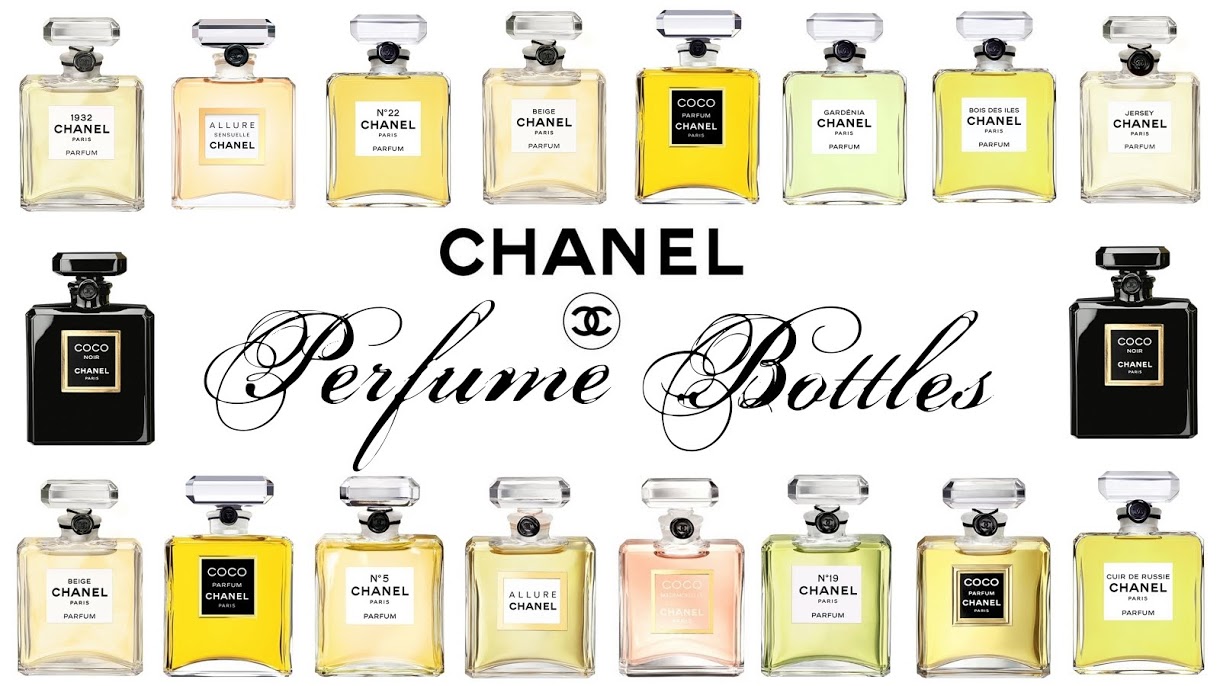 1932
CHANEL
PARIS
PARFUM
ALLURE
SENSUELLE
CHANEL
N°22
CHANEL
PARIS
PARFUM
BEIGE
CHANEL
PARIS
PARFUM
COCO
PARFUM
CHANEL
PARIS
GARDÉNIA
CHANEL
PARIS
PARFUM
BOIS DES ILES
CHANEL
PARIS
PARFUM
JERSEY
CHANEL
PARIS
PARFUM
CHANEL
Perfume Bottles
COCO
NOIR
CHANEL
PARIS
COCO
NOIR
CHANEL
PARIS
BEIGE
CHANEL
PARIS
PARFUM
COCO
PARFUM
CHANEL
PARIS
N°5
CHANEL
PARIS
PARFUM
ALLURE
CHANEL
COCO
MADEMOISELLE
CHANEL
PARIS
N°19
CHANEL
PARIS
PARFUM
COCO
PARFUM
CHANEL
PARIS
CUIR DE RUSSIE
CHANEL
PARIS
PARFUM